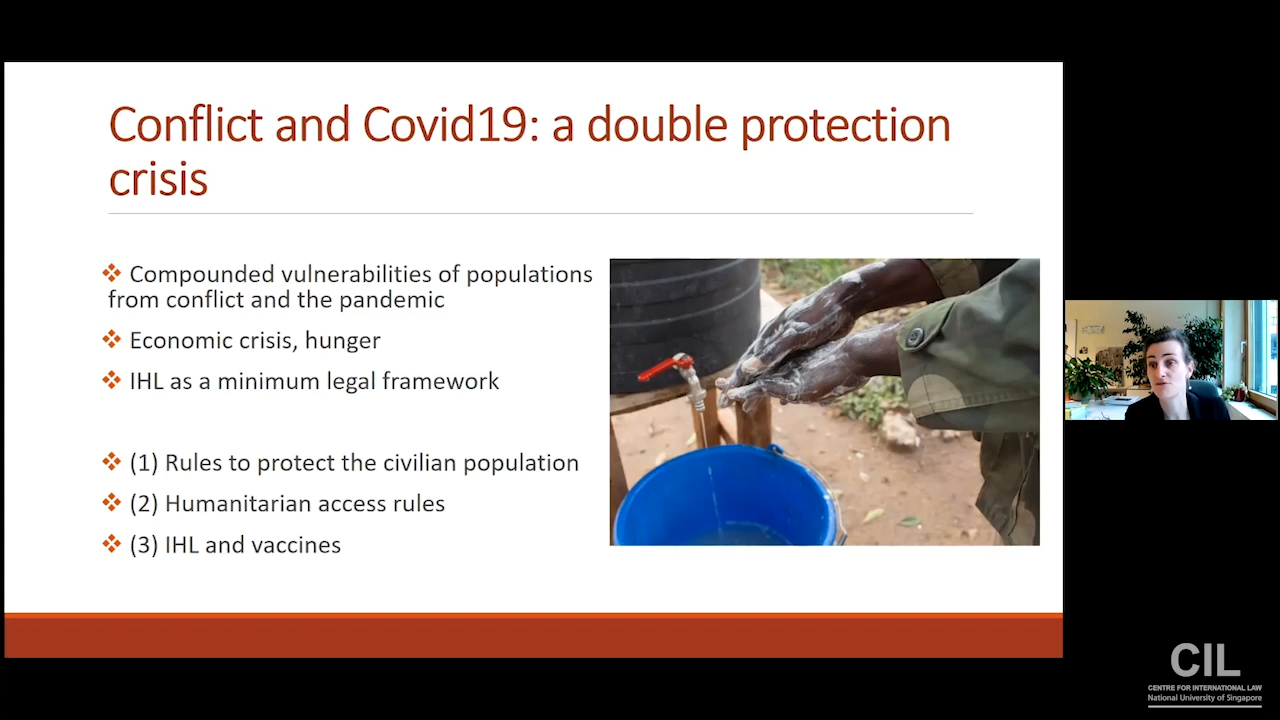 Conflict and Covid19: a double protection
crisis
❖ Compounded vulnerabilities of populations
from conflict and the pandemic
❖ Economic crisis, hunger
❖ IHL as a minimum legal framework
❖ (1) Rules to protect the civilian population
❖ (2) Humanitarian access rules
❖ (3) IHL and vaccines
CIL
CENTRE FOR INTERNATIONAL LAW
National University of Singapore